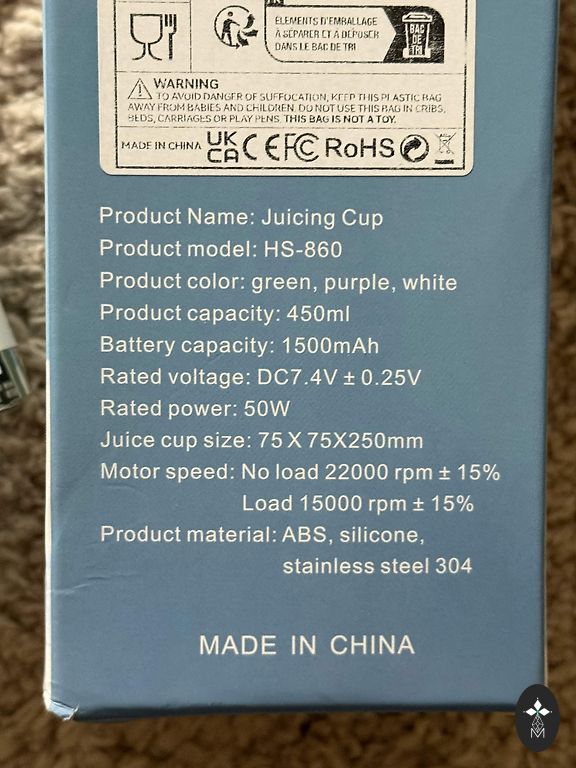 ÉLÉMENTS D'EMBALLAGE
À SÉPARER ET À DÉPOSER
DANS LE BAC DE TRI
BAC
DE
TRI
WARNING
TO AVOID DANGER OF SUFFOCATION, KEEP THIS PLASTIC BAG
AWAY FROM BABIES AND CHILDREN. DO NOT USE THIS BAG IN CRIBS,
BEDS, CARRIAGES OR PLAY PENS. THIS BAG IS NOT A TOY.
MADE IN CHINA UK CA CE FC RoHS
Product Name: Juicing Cup
Product model: HS-860
Product color: green, purple, white
Product capacity: 450ml
Battery capacity: 1500mAh
Rated voltage: DC7.4V ± 0.25V
Rated power: 50W
Juice cup size: 75 X 75X250mm
Motor speed: No load 22000 rpm ± 15%
Load 15000 rpm ± 15%
Product material: ABS, silicone,
stainless steel 304
MADE IN CHINA
M